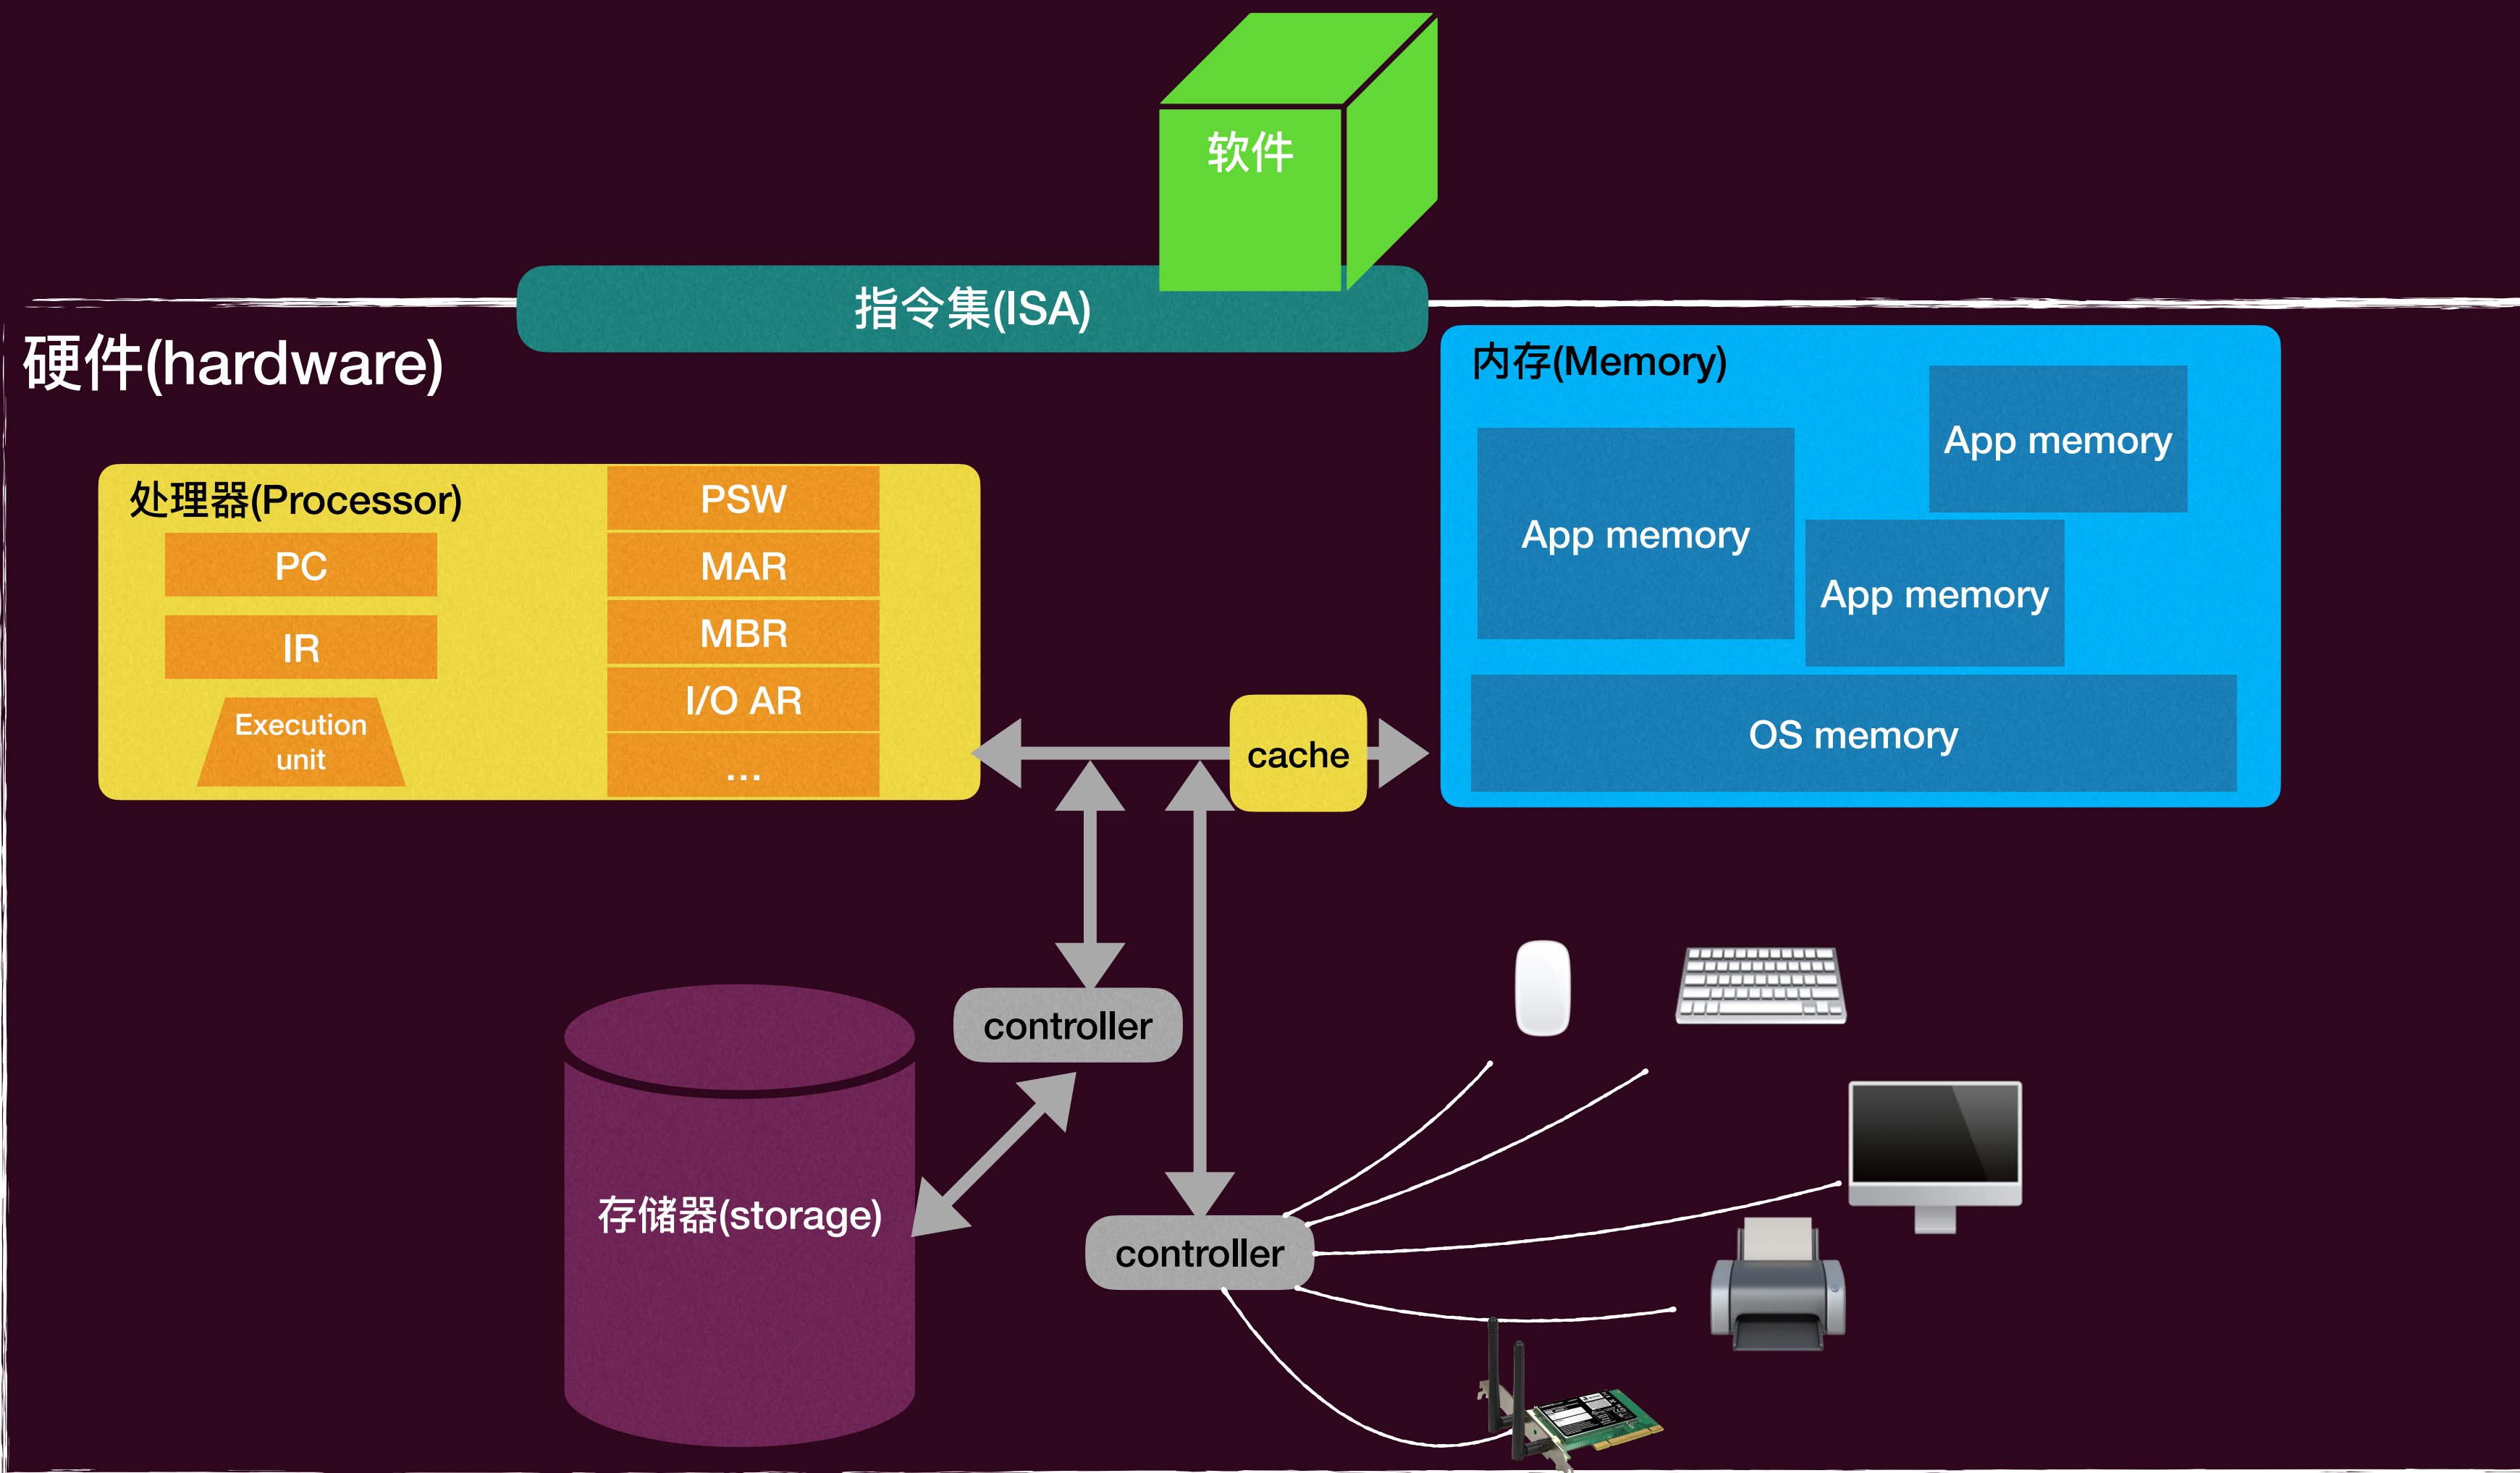 软件
指令集(ISA)
硬件(hardware)
处理器(Processor)
PC
IR
Execution
unit
PSW
MAR
MBR
I/O AR
...
cache
内存(Memory)
App memory
App memory
App memory
OS memory
controller
存储器(storage)
controller